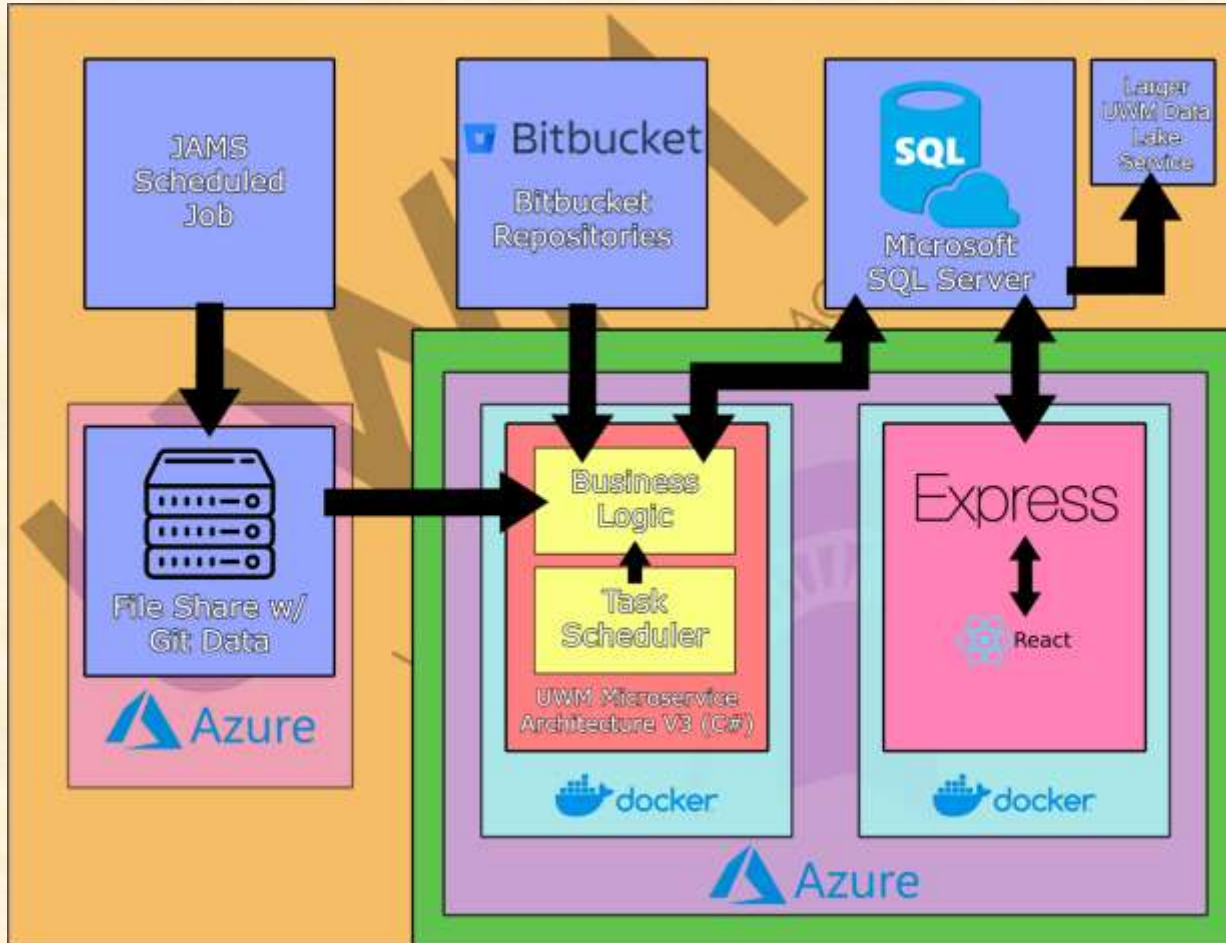 JAMS
Scheduled
Job
Bitbucket
Bitbucket
Repositories
SQL
Microsoft
SQL Server
Larger
UWM Data
Lake
Service
File Share w/
Git Data
Azure
Business
Logic
Task
Scheduler
UWM Microservice
Architecture V3 (C#)
docker
Express
React
docker
Azure